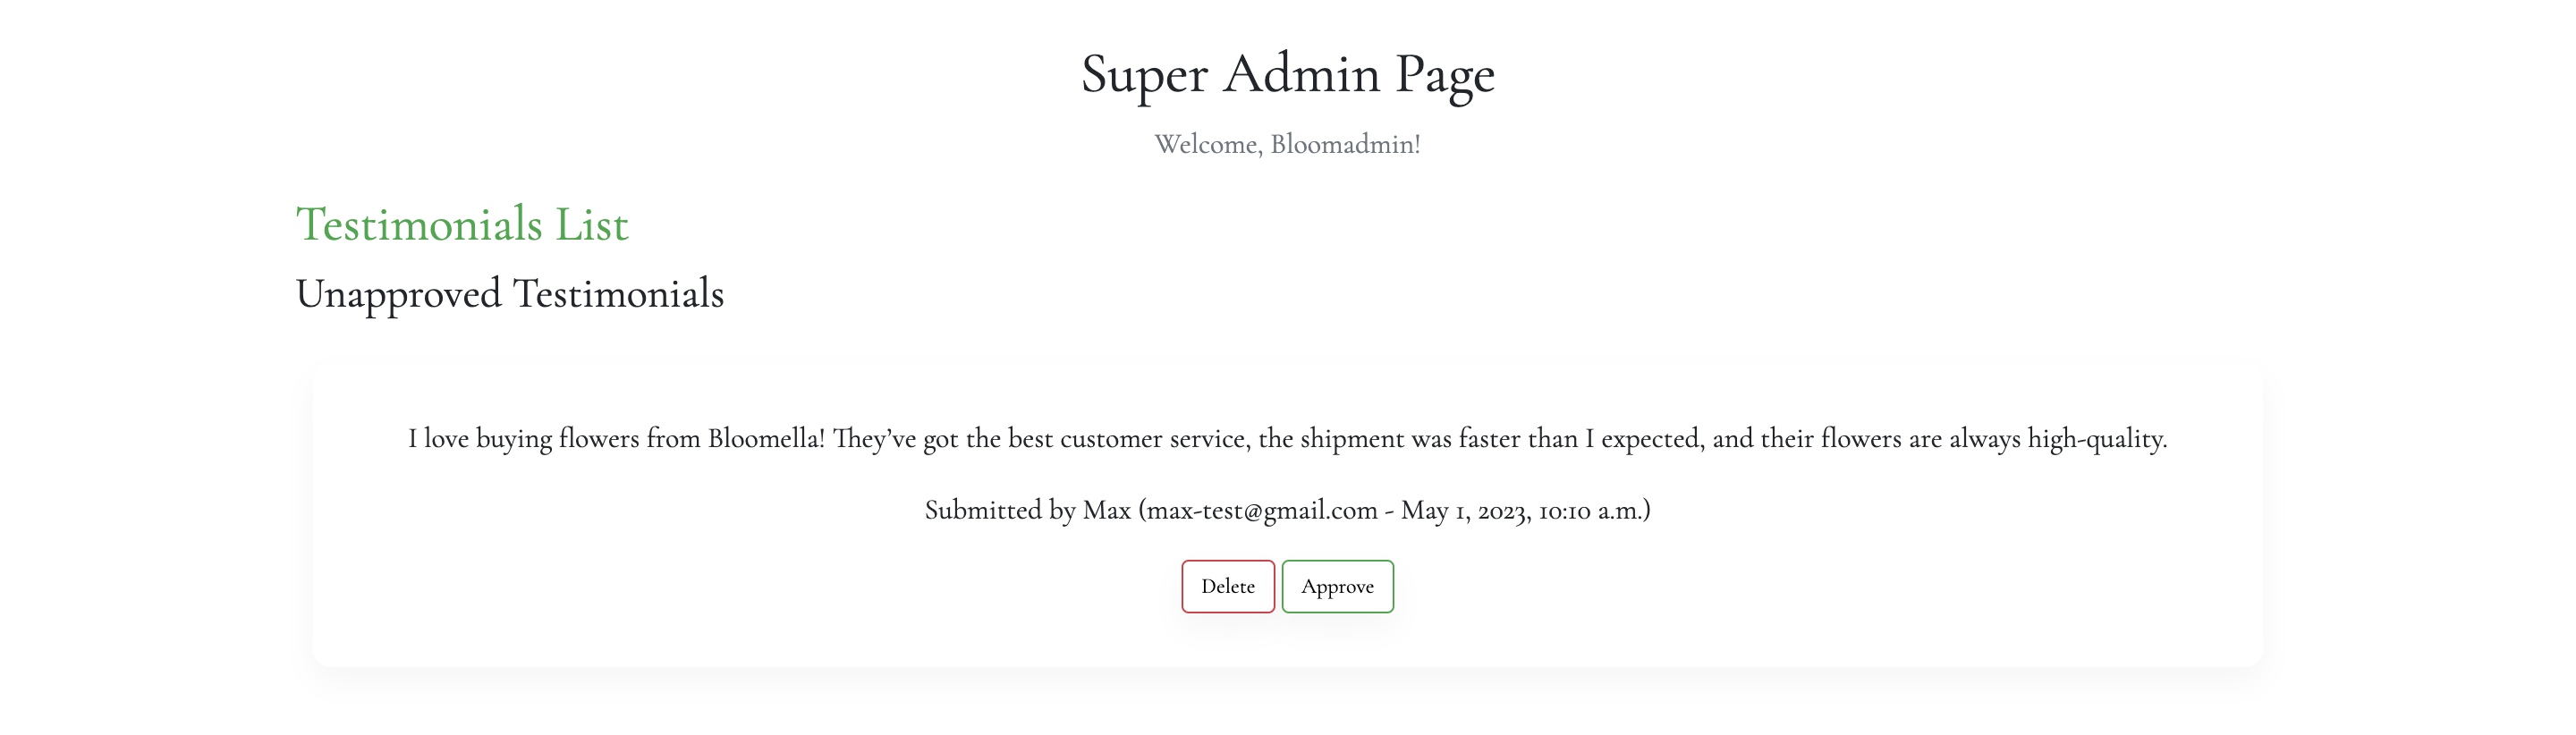 Super Admin Page
Welcome, Bloomadmin!
Testimonials List
Unapproved Testimonials
I love buying flowers from Bloomella! They’ve got the best customer service, the shipment was faster than I expected, and their flowers are always high-quality.
Submitted by Max (max-test@gmail.com - May 1, 2023, 10:10 a.m.)
Delete Approve